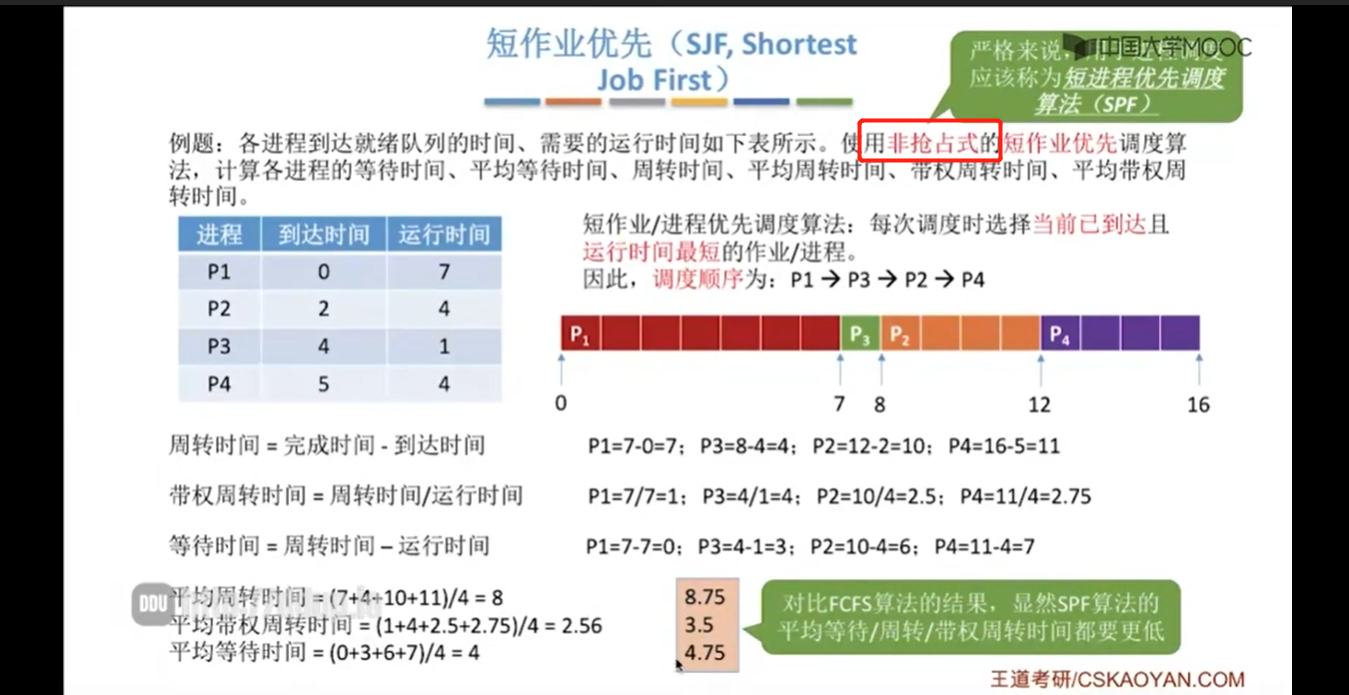 短作业优先（SJF, Shortest
Job First）
中国大学MOOC
严格来说，用于进程调度
应该称为短进程优先调度
算法（SPF）
例题：各进程到达就绪队列的时间、需要的运行时间如下表所示。使用非抢占式的短作业优先调度算
法，计算各进程的等待时间、平均等待时间、周转时间、平均周转时间、带权周转时间、平均带权周
转时间。
进程 到达时间 运行时间
P1 0 7
P2 2 4
P3 4 1
P4 5 4
短作业/进程优先调度算法：每次调度时选择当前已到达且
运行时间最短的作业/进程。
因此，调度顺序为：P1 → P3 → P2 → P4
P1 P3 P2 P4
0 7 8 12 16
周转时间 = 完成时间 - 到达时间 P1=7-0=7；P3=8-4=4；P2=12-2=10；P4=16-5=11
带权周转时间 = 周转时间/运行时间 P1=7/7=1；P3=4/1=4；P2=10/4=2.5；P4=11/4=2.75
等待时间 = 周转时间 – 运行时间 P1=7-7=0；P3=4-1=3；P2=10-4=6；P4=11-4=7
平均周转时间 = (7+4+10+11)/4 = 8
平均带权周转时间 = (1+4+2.5+2.75)/4 = 2.56
平均等待时间 = (0+3+6+7)/4 = 4
8.75
3.5
4.75
对比FCFS算法的结果，显然SPF算法的
平均等待/周转/带权周转时间都要更低
王道考研/CSKAOYAN.COM